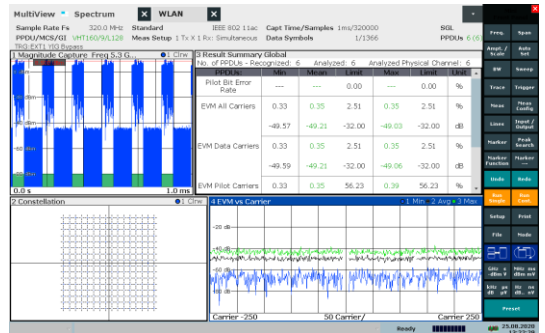 MultiView Spectrum X WLAN X
Sample Rate Fs 320.0 MHz Standard IEEE 802 11ac Capt Time/Samples 1ms/320000 SGL
PPDU/MCS/GI VHT160/9/L128 Meas Setup 1 Tx X 1 Rx: Simultaneous Data Symbols 1/1366 PPDUs 6 (6)
TRG:EXT1 YIG Bypass
1 Magnitude Capture Freq 5.3 G... 1 Clrw
0.0 s 1.0 ms
3 Result Summary Global
No. of PPDUs - Recognized: 6 Analyzed: 6 Analyzed Physical Channel: 6
PPDUs: Min Mean Limit Max Limit Unit
Pilot Bit Error Rate --- --- 0.00 --- 0.00 %
EVM All Carriers 0.33 0.35 2.51 0.35 2.51 %
-49.57 -49.21 -32.00 -49.03 -32.00 dB
EVM Data Carriers 0.33 0.35 2.51 0.35 2.51 %
-49.59 -49.21 -32.00 -49.06 -32.00 dB
EVM Pilot Carriers 0.33 0.35 56.23 0.39 56.23 %
2 Constellation 1 Clrw
4 EVM vs Carrier 1 Min 2 Avg 3 Max
-20 dB
Carrier -250 50 Carrier/ Carrier 250
Ready 25.08.2020
Freq Span
Ampt / Scale Auto Set
BW Sweep
Trace Trigger
Meas Meas Config
Lines Input / Output
Marker Peak Search
Marker Function Marker ---
Undo Redo
Run Single Run Cont.
Setup Print
File Mode
Preset